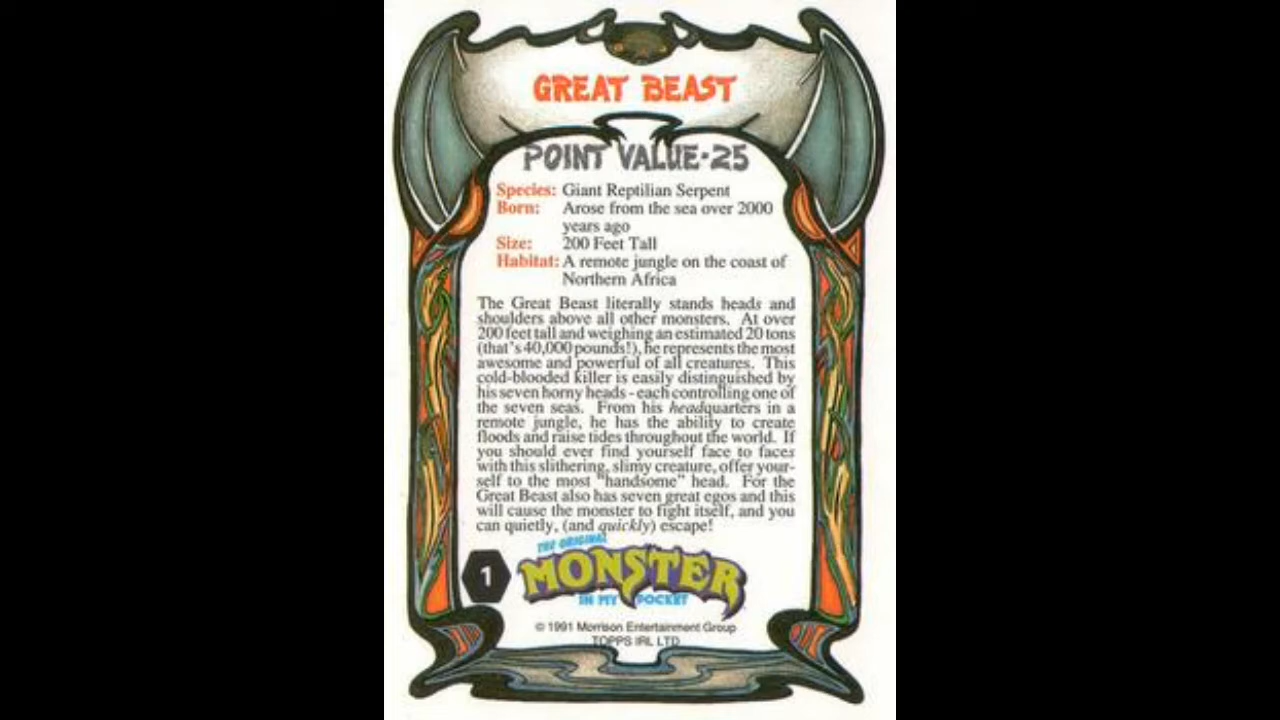 GREAT BEAST
POINT VALUE·25
Species: Giant Reptilian Serpent
Born: Arose from the sea over 2000
years ago
Size: 200 Feet Tall
Habitat: A remote jungle on the coast of
Northern Africa
The Great Beast literally stands heads and
shoulders above all other monsters. At over
200 feet tall and weighing an estimated 20 tons
(that's 40,000 pounds!), he represents the most
awesome and powerful of all creatures. This
cold-blooded killer is easily distinguished by
his seven horny heads - each controlling one of
the seven seas. From his headquarters in a
remote jungle, he has the ability to create
floods and raise tides throughout the world. If
you should ever find yourself face to faces
with this slithering, slimy creature, offer your-
self to the most "handsome" head. For the
Great Beast also has seven great egos and this
will cause the monster to fight itself, and you
can quietly, (and quickly) escape!
THE ORIGINAL
1 MONSTER
IN MY POCKET
© 1991 Morrison Entertainment Group
TOPPS IRL LTD